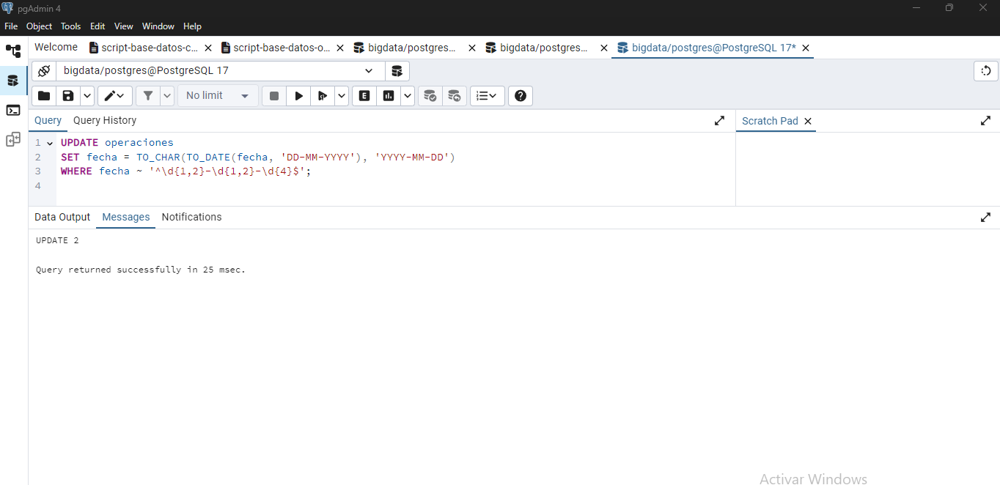 pgAdmin 4
File Object Tools Edit View Window Help
Welcome script-base-datos-c... script-base-datos-o... bigdata/postgres... bigdata/postgres... bigdata/postgres@PostgreSQL 17*
bigdata/postgres@PostgreSQL 17
No limit E
Query Query History Scratch Pad
1 UPDATE operaciones
2 SET fecha = TO_CHAR(TO_DATE(fecha, 'DD-MM-YYYY'), 'YYYY-MM-DD')
3 WHERE fecha ~ '^\d{1,2}-\d{1,2}-\d{4}$';
4
Data Output Messages Notifications
UPDATE 2
Query returned successfully in 25 msec.
Activar Windows